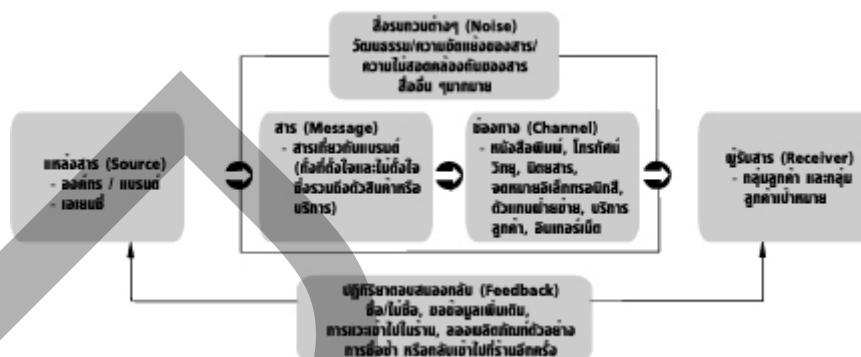 สิ่งรบกวนต่างๆ (Noise)
วัฒนธรรม/ความขัดแย้งของสาร/
ความไม่สอดคล้องกันของสาร
สื่ออื่น ๆมากมาย
แหล่งสาร (Source)
- องค์กร / แบรนด์
- เอเยนซี่
สาร (Message)
- สารเกี่ยวกับแบรนด์
(ทั้งที่ตั้งใจและไม่ตั้งใจ
ซึ่งรวมถึงตัวสินค้าหรือ
บริการ)
ช่องทาง (Channel)
- หนังสือพิมพ์, โทรทัศน์
วิทยุ, นิตยสาร,
จดหมายอิเล็กทรอนิกส์,
ตัวแทนฝ่ายขาย, บริการ
ลูกค้า, อินเทอร์เน็ต
ผู้รับสาร (Receiver)
- กลุ่มลูกค้า และกลุ่ม
ลูกค้าเป้าหมาย
ปฏิกิริยาตอบสนองกลับ (Feedback)
ซื้อ/ไม่ซื้อ, ขอข้อมูลเพิ่มเติม,
การแวะเข้าไปในร้าน, ลองผลิตภัณฑ์ตัวอย่าง
การซื้อซ้ำ หรือกลับเข้าไปที่ร้านอีกครั้ง